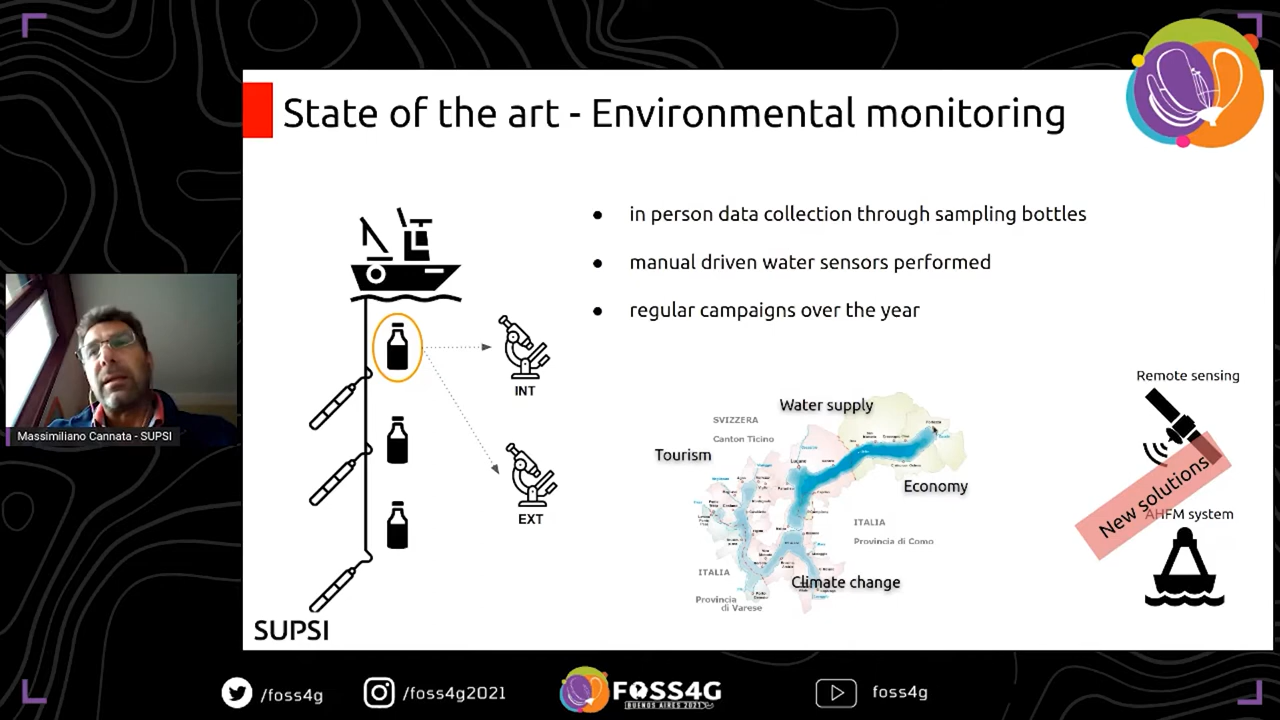 State of the art - Environmental monitoring
● in person data collection through sampling bottles
● manual driven water sensors performed
● regular campaigns over the year
INT
EXT
Water supply
SVIZZERA
Canton Ticino
Tourism
Economy
ITALIA
Provincia di Como
ITALIA
Climate change
Provincia
di Varese
Remote sensing
New solutions
AHFM system
SUPSI
Massimiliano Cannata - SUPSI
/foss4g
/foss4g2021
FOSS4G
BUENOS AIRES 2021
foss4g